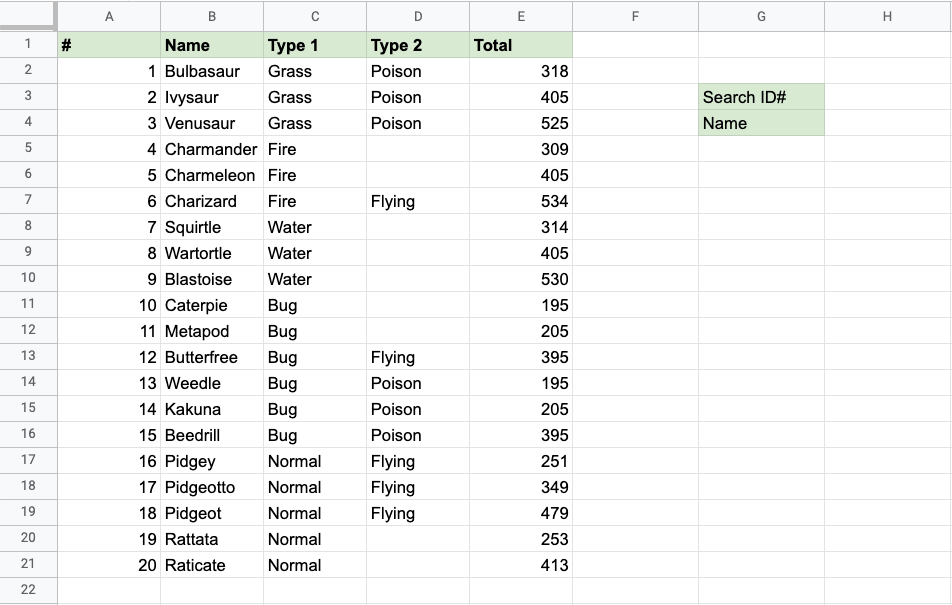 A B C D E F G H
1 # Name Type 1 Type 2 Total
2 1 Bulbasaur Grass Poison 318
3 2 Ivysaur Grass Poison 405 Search ID#
4 3 Venusaur Grass Poison 525 Name
5 4 Charmander Fire 309
6 5 Charmeleon Fire 405
7 6 Charizard Fire Flying 534
8 7 Squirtle Water 314
9 8 Wartortle Water 405
10 9 Blastoise Water 530
11 10 Caterpie Bug 195
12 11 Metapod Bug 205
13 12 Butterfree Bug Flying 395
14 13 Weedle Bug Poison 195
15 14 Kakuna Bug Poison 205
16 15 Beedrill Bug Poison 395
17 16 Pidgey Normal Flying 251
18 17 Pidgeotto Normal Flying 349
19 18 Pidgeot Normal Flying 479
20 19 Rattata Normal 253
21 20 Raticate Normal 413
22